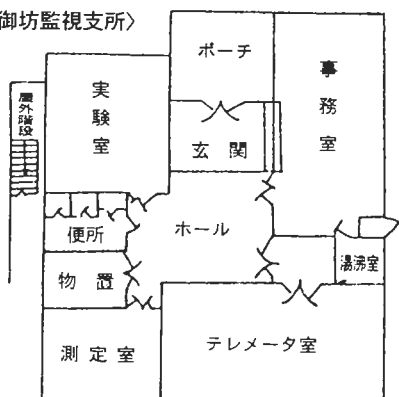 御坊監視支所〉
ポーチ
事務室
実験室
屋外階段
玄関
ホール
便所
湯沸室
物置
テレメータ室
測定室